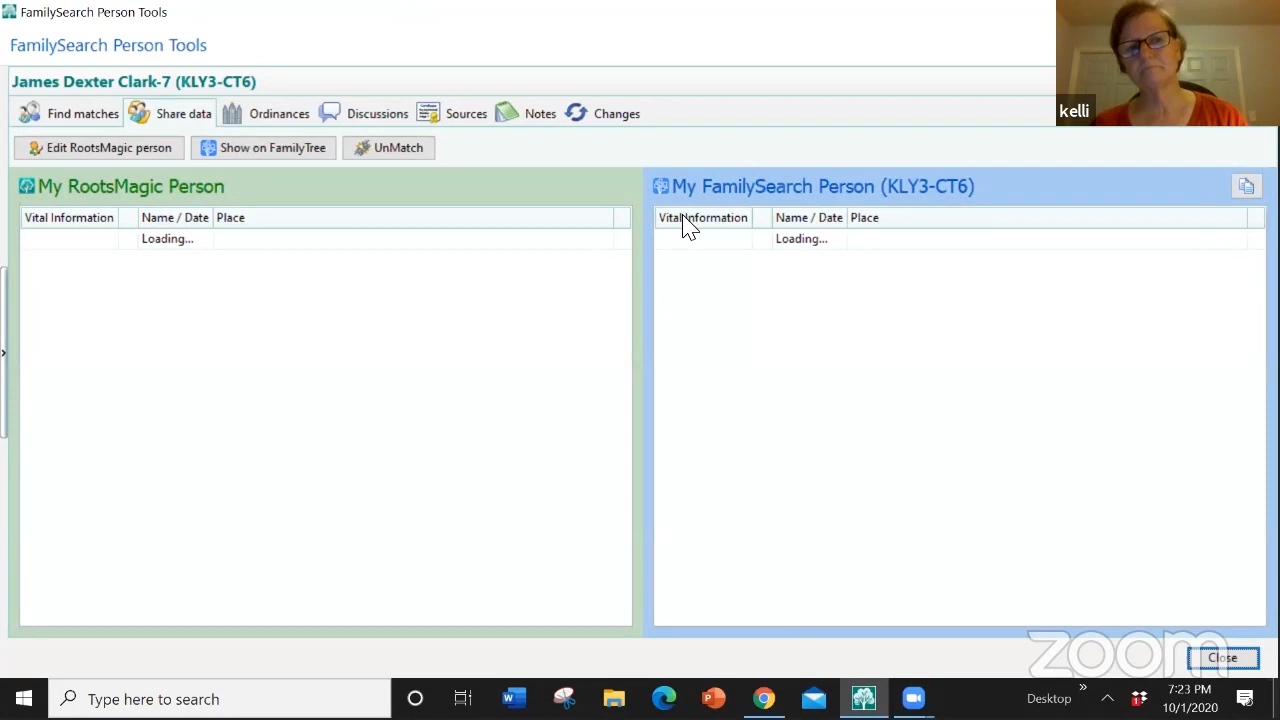 FamilySearch Person Tools
FamilySearch Person Tools
James Dexter Clark-7 (KLY3-CT6)
kelli
Find matches Share data Ordinances Discussions Sources Notes Changes
Edit RootsMagic person Show on FamilyTree UnMatch
My RootsMagic Person
My FamilySearch Person (KLY3-CT6)
Vital Information Name / Date Place
Vital Information Name / Date Place
Loading...
Loading...
zoom
Close
Type here to search
Desktop
7:23 PM
10/1/2020